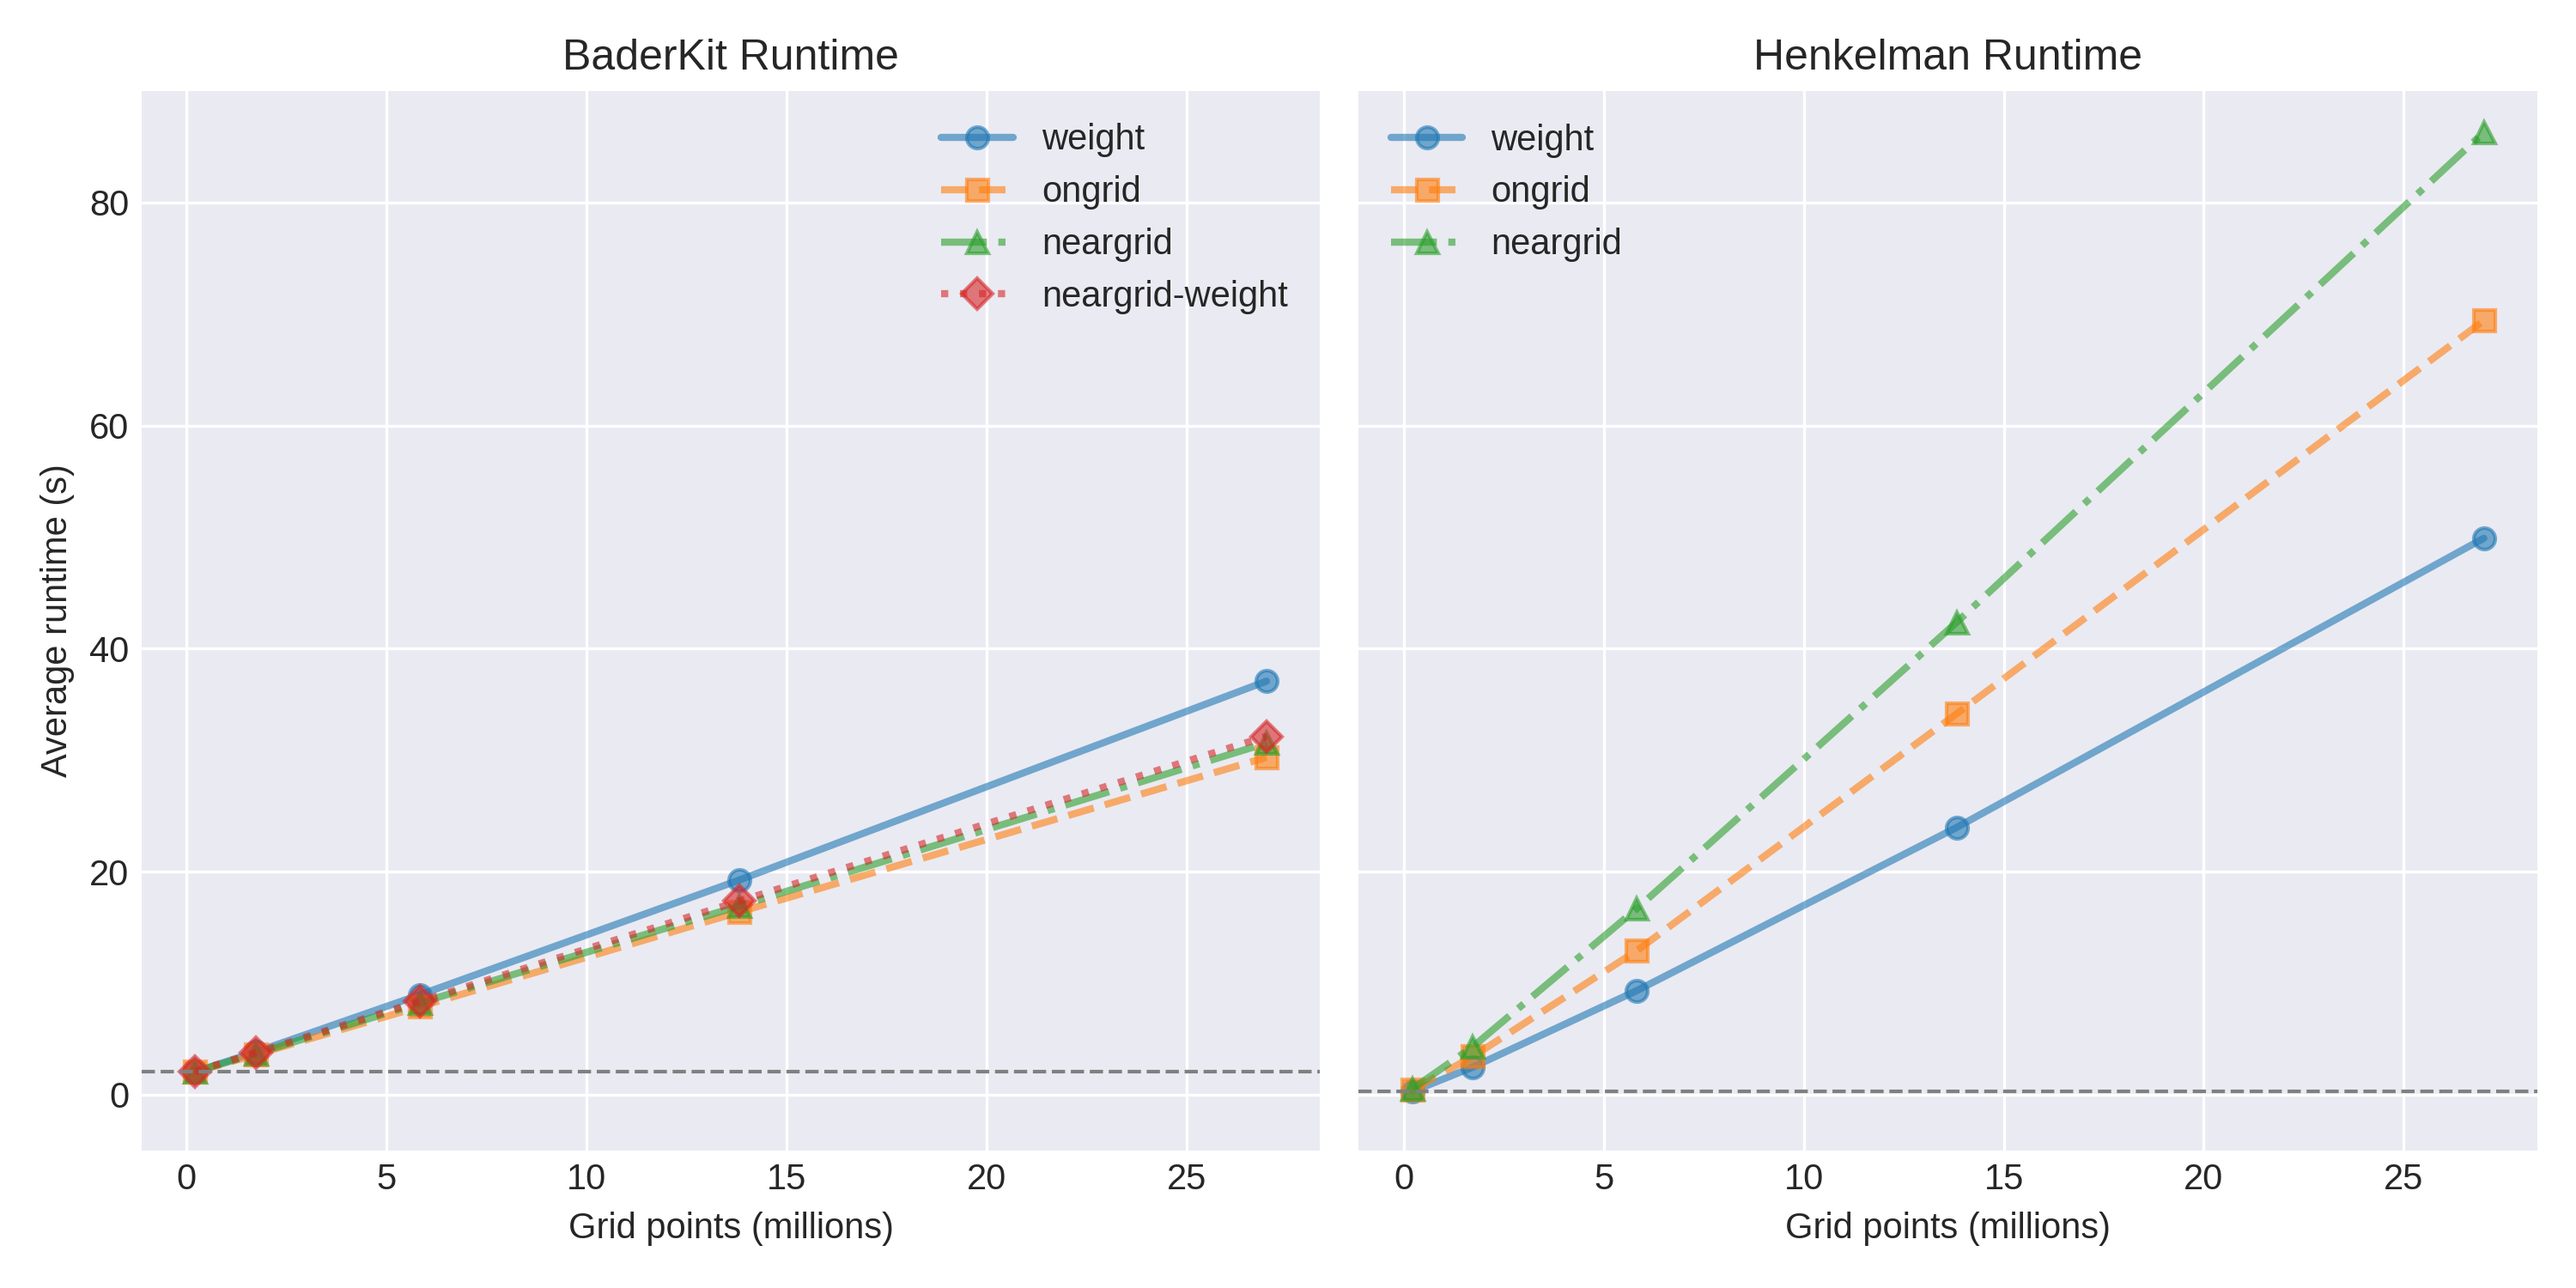 BaderKit Runtime
Henkelman Runtime
weight
ongrid
neargrid
neargrid-weight
weight
ongrid
neargrid
Average runtime (s)
80
60
40
20
0
0 5 10 15 20 25
0 5 10 15 20 25
Grid points (millions)
Grid points (millions)